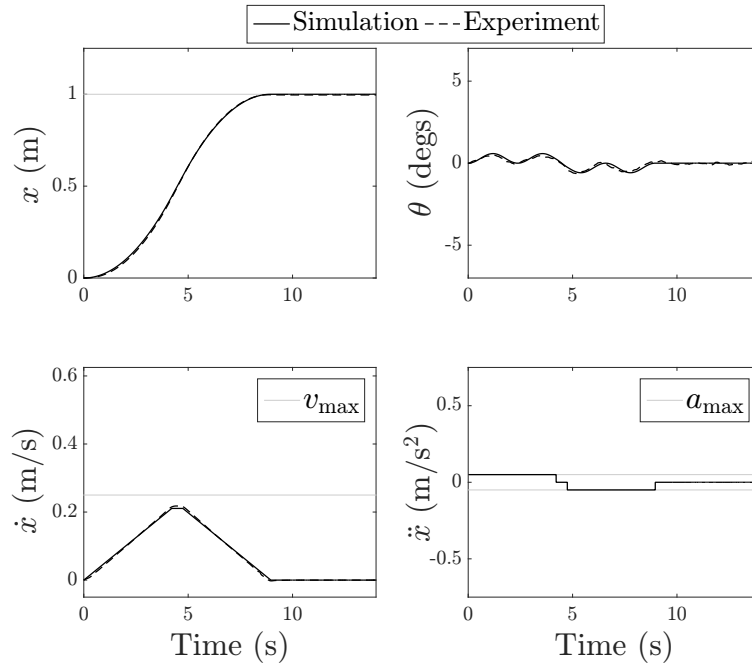 Simulation Experiment
1
0.5
0
x (m)
0 5 10
5
0
-5
θ (degs)
0 5 10
0.6
0.4
0.2
0
ẋ (m/s)
v_max
0 5 10
Time (s)
0.5
0
-0.5
ẍ (m/s²)
a_max
0 5 10
Time (s)